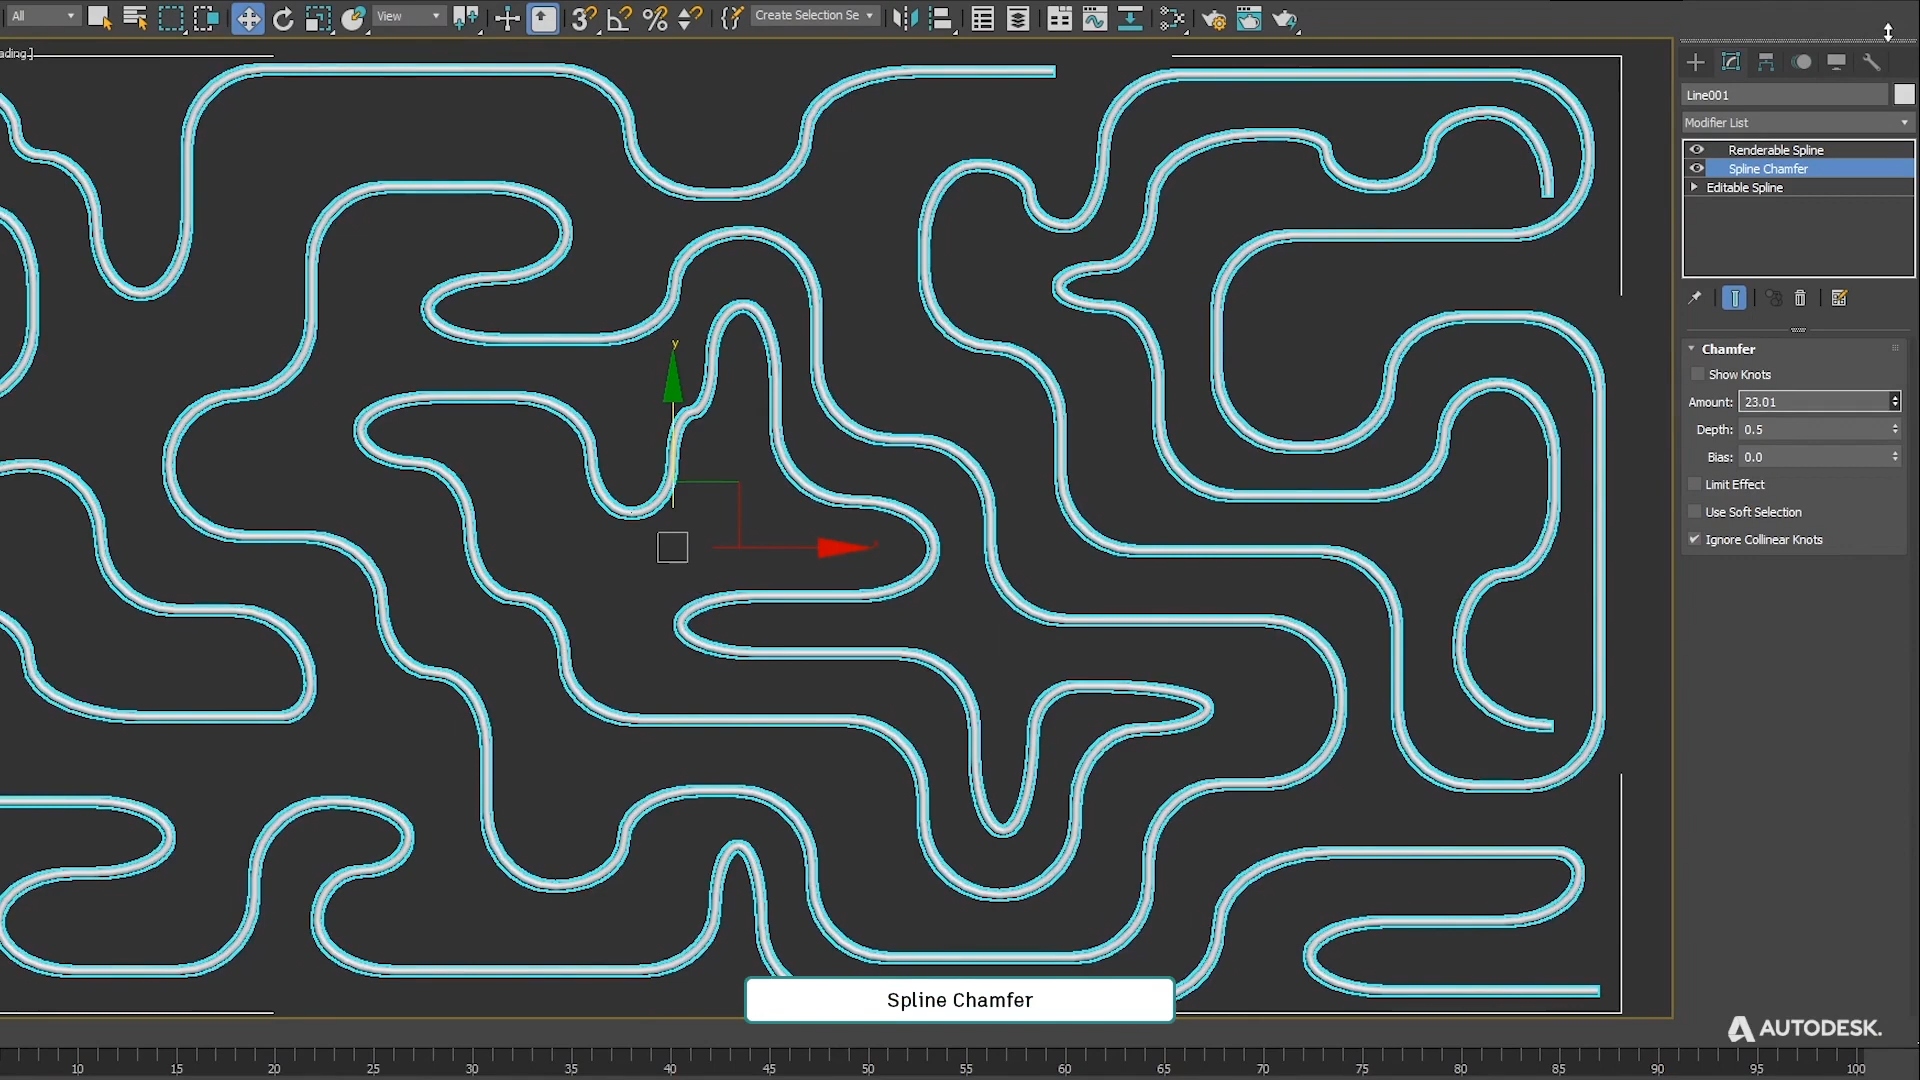 All
View
3
%
Create Selection Se
ading ]
Line001
Modifier List
Renderable Spline
Spline Chamfer
Editable Spline
Chamfer
Show Knots
Amount: 23.01
Depth: 0.5
Bias: 0.0
Limit Effect
Use Soft Selection
Ignore Collinear Knots
y
x
Spline Chamfer
AUTODESK.
10 15 20 25 30 35 40 45 50 55 60 65 70 75 80 85 90 95 100